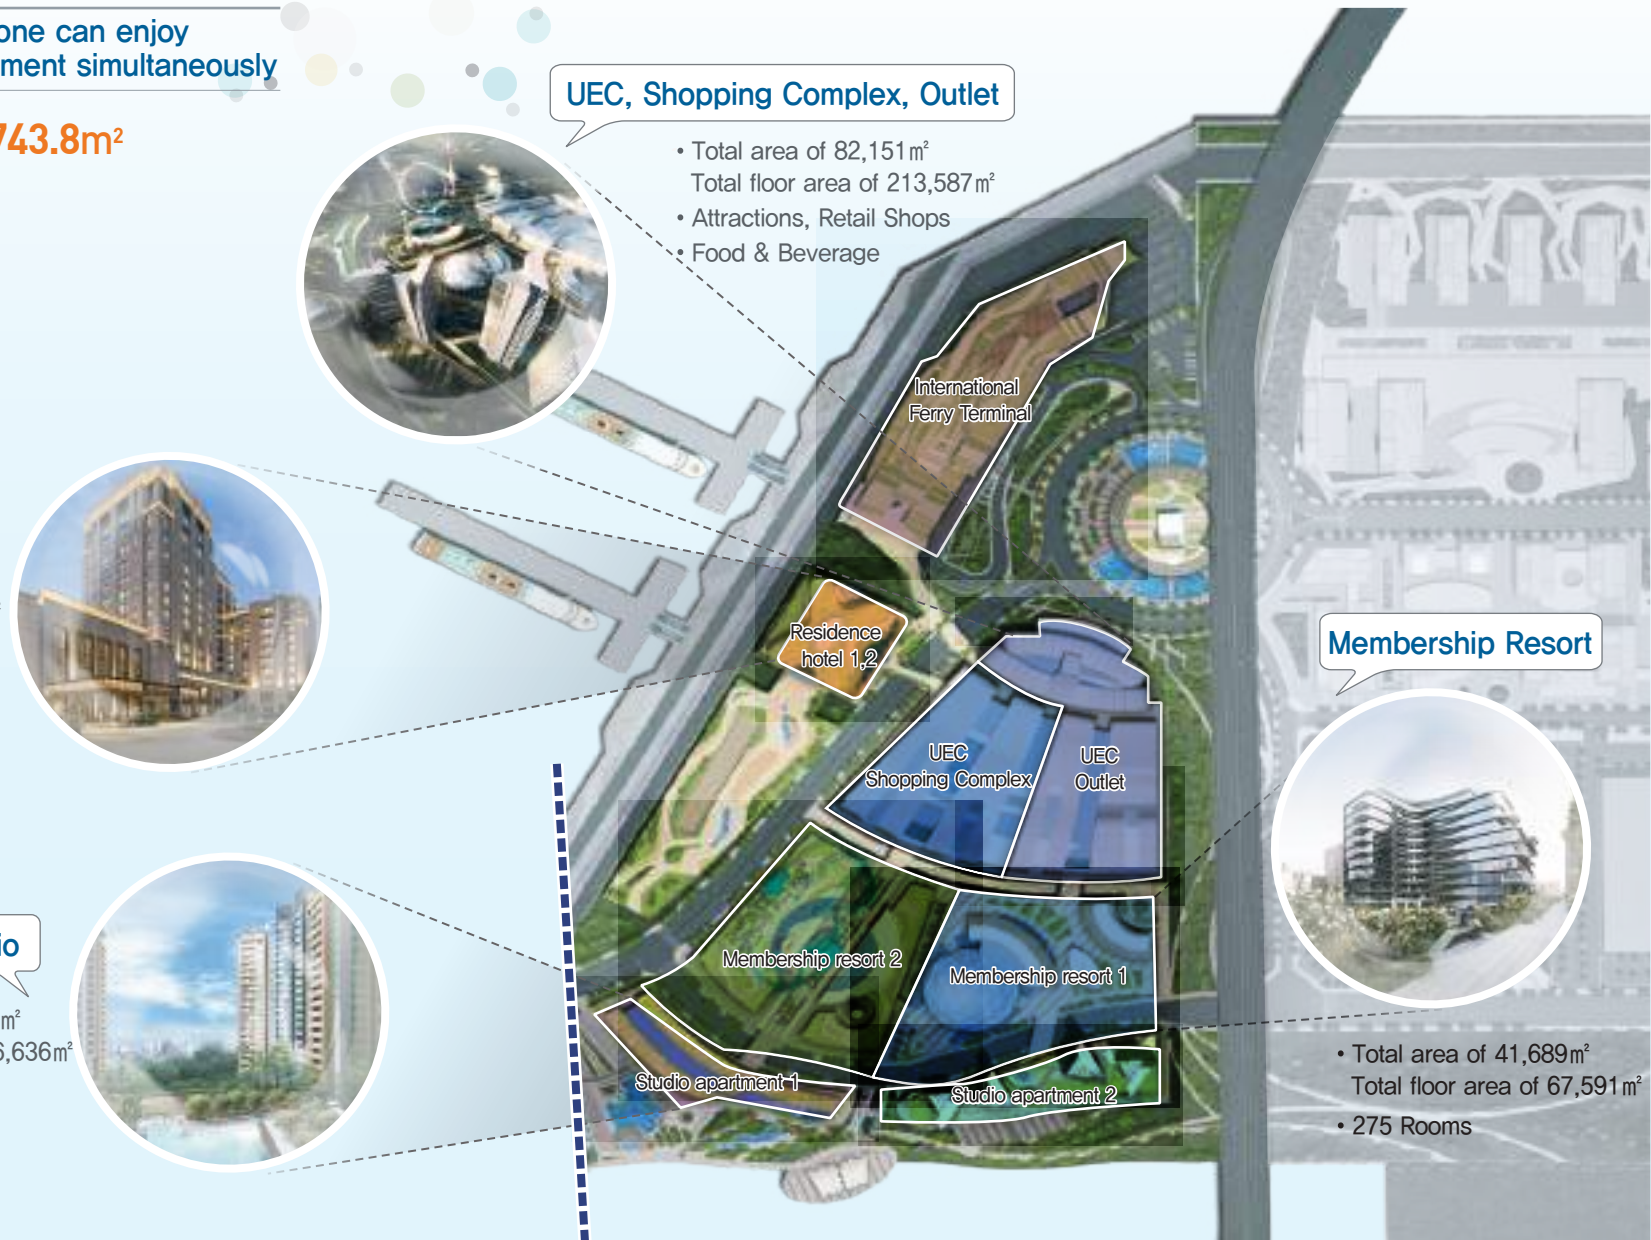 one can enjoy
ment simultaneously
743.8m²
UEC, Shopping Complex, Outlet
• Total area of 82,151㎡
Total floor area of 213,587㎡
• Attractions, Retail Shops
• Food & Beverage
International
Ferry Terminal
Residence
hotel 1,2
Membership Resort
UEC
Shopping Complex
UEC
Outlet
io
㎡
6,636㎡
Membership resort 2
Membership resort 1
Studio apartment 1
Studio apartment 2
• Total area of 41,689㎡
Total floor area of 67,591㎡
• 275 Rooms